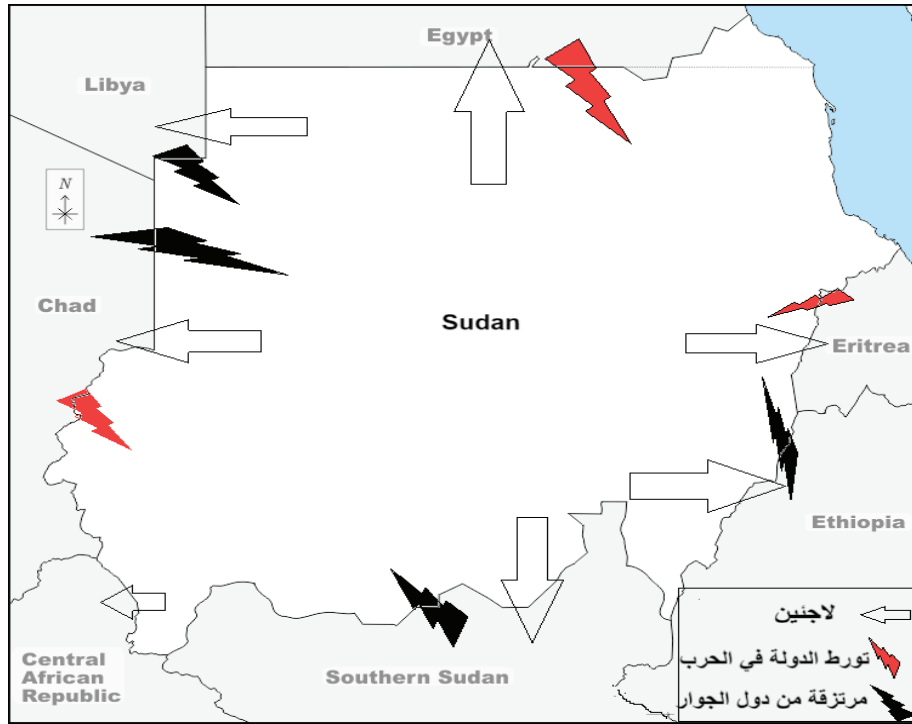 Egypt
Libya
N
Chad
Sudan
Eritrea
Ethiopia
لاجئين
تورط الدولة في الحرب
مرتزقة من دول الجوار
Central
African
Republic
Southern Sudan